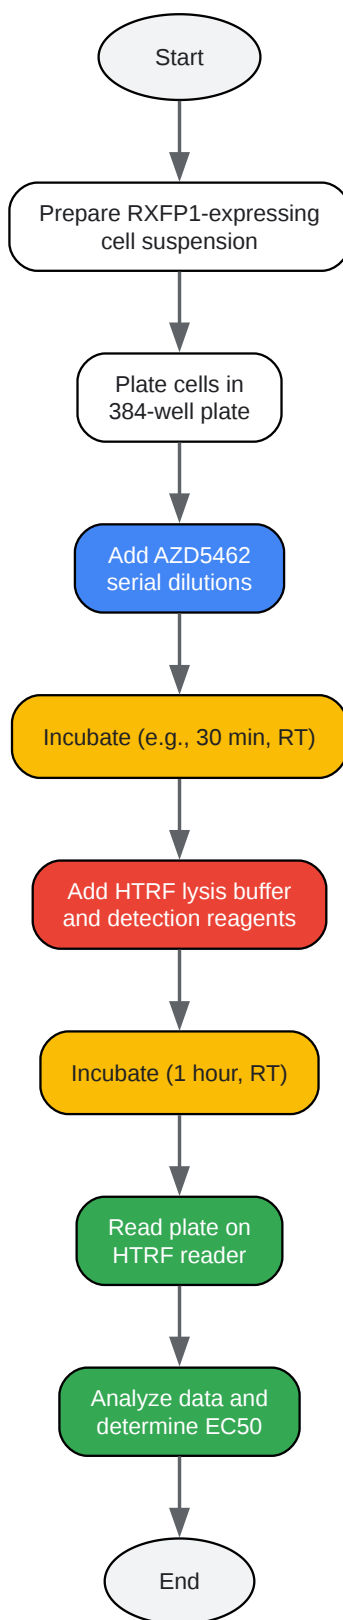 Start
Prepare RXFP1-expressing
cell suspension
Plate cells in
384-well plate
Add AZD5462
serial dilutions
Incubate (e.g., 30 min, RT)
Add HTRF lysis buffer
and detection reagents
Incubate (1 hour, RT)
Read plate on
HTRF reader
Analyze data and
determine EC50
End